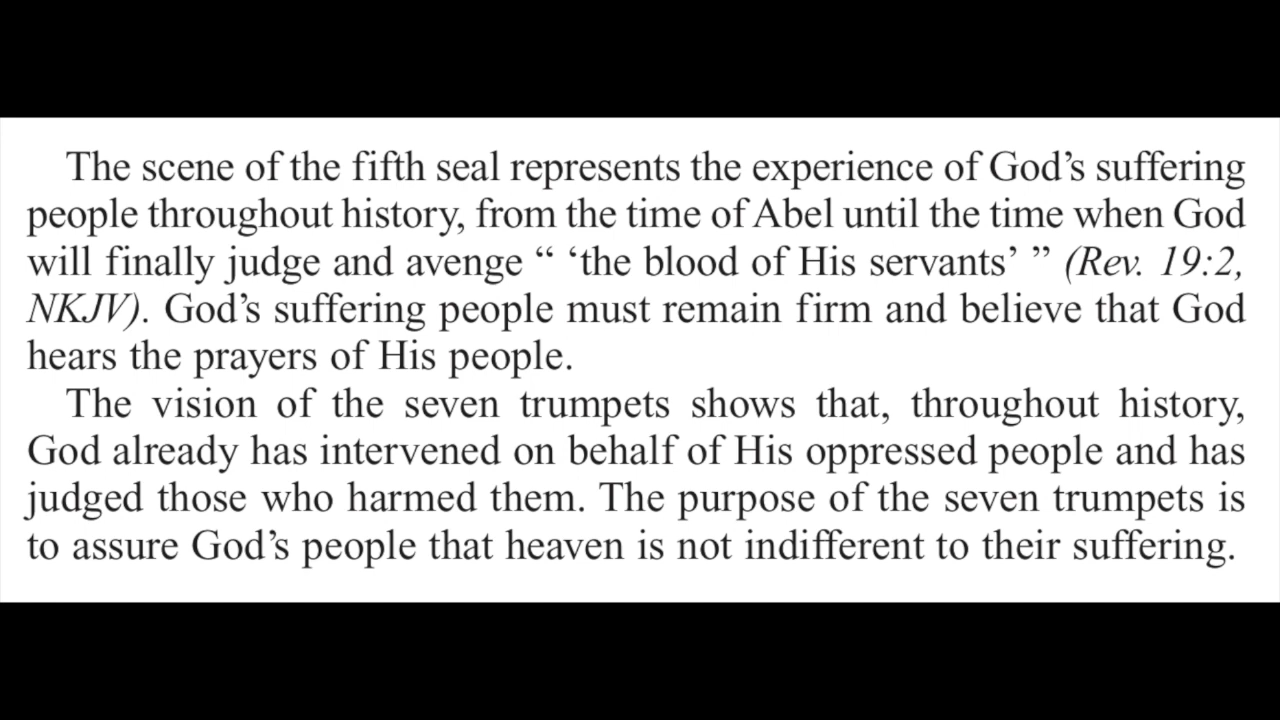 The scene of the fifth seal represents the experience of God’s suffering
people throughout history, from the time of Abel until the time when God
will finally judge and avenge “ ‘the blood of His servants’ ” (Rev. 19:2,
NKJV). God’s suffering people must remain firm and believe that God
hears the prayers of His people.
The vision of the seven trumpets shows that, throughout history,
God already has intervened on behalf of His oppressed people and has
judged those who harmed them. The purpose of the seven trumpets is
to assure God’s people that heaven is not indifferent to their suffering.